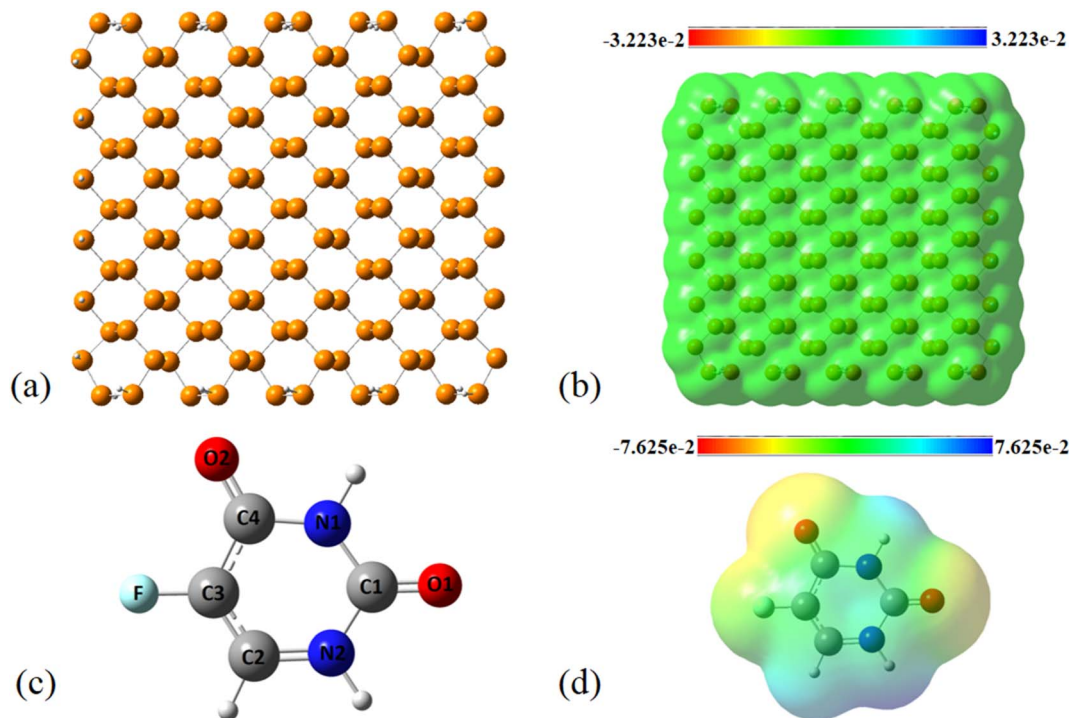 -3.223e-2 3.223e-2
(a) (b)
-7.625e-2 7.625e-2
O2
C4 N1
F C3 C1 O1
C2 N2
(c) (d)